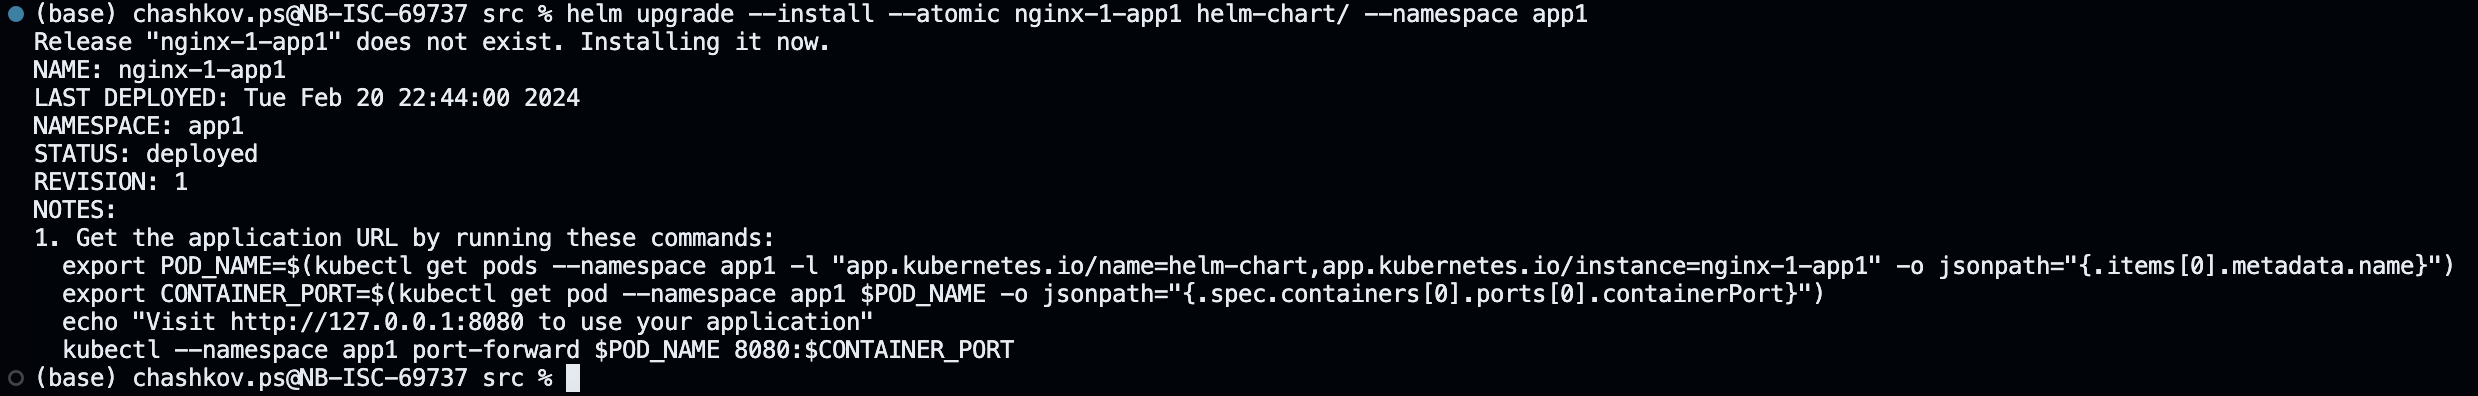 (base) chashkov.ps@NB-ISC-69737 src % helm upgrade --install --atomic nginx-1-app1 helm-chart/ --namespace app1
Release "nginx-1-app1" does not exist. Installing it now.
NAME: nginx-1-app1
LAST DEPLOYED: Tue Feb 20 22:44:00 2024
NAMESPACE: app1
STATUS: deployed
REVISION: 1
NOTES:
1. Get the application URL by running these commands:
  export POD_NAME=$(kubectl get pods --namespace app1 -l "app.kubernetes.io/name=helm-chart,app.kubernetes.io/instance=nginx-1-app1" -o jsonpath="{.items[0].metadata.name}")
  export CONTAINER_PORT=$(kubectl get pod --namespace app1 $POD_NAME -o jsonpath="{.spec.containers[0].ports[0].containerPort}")
  echo "Visit http://127.0.0.1:8080 to use your application"
  kubectl --namespace app1 port-forward $POD_NAME 8080:$CONTAINER_PORT
(base) chashkov.ps@NB-ISC-69737 src %